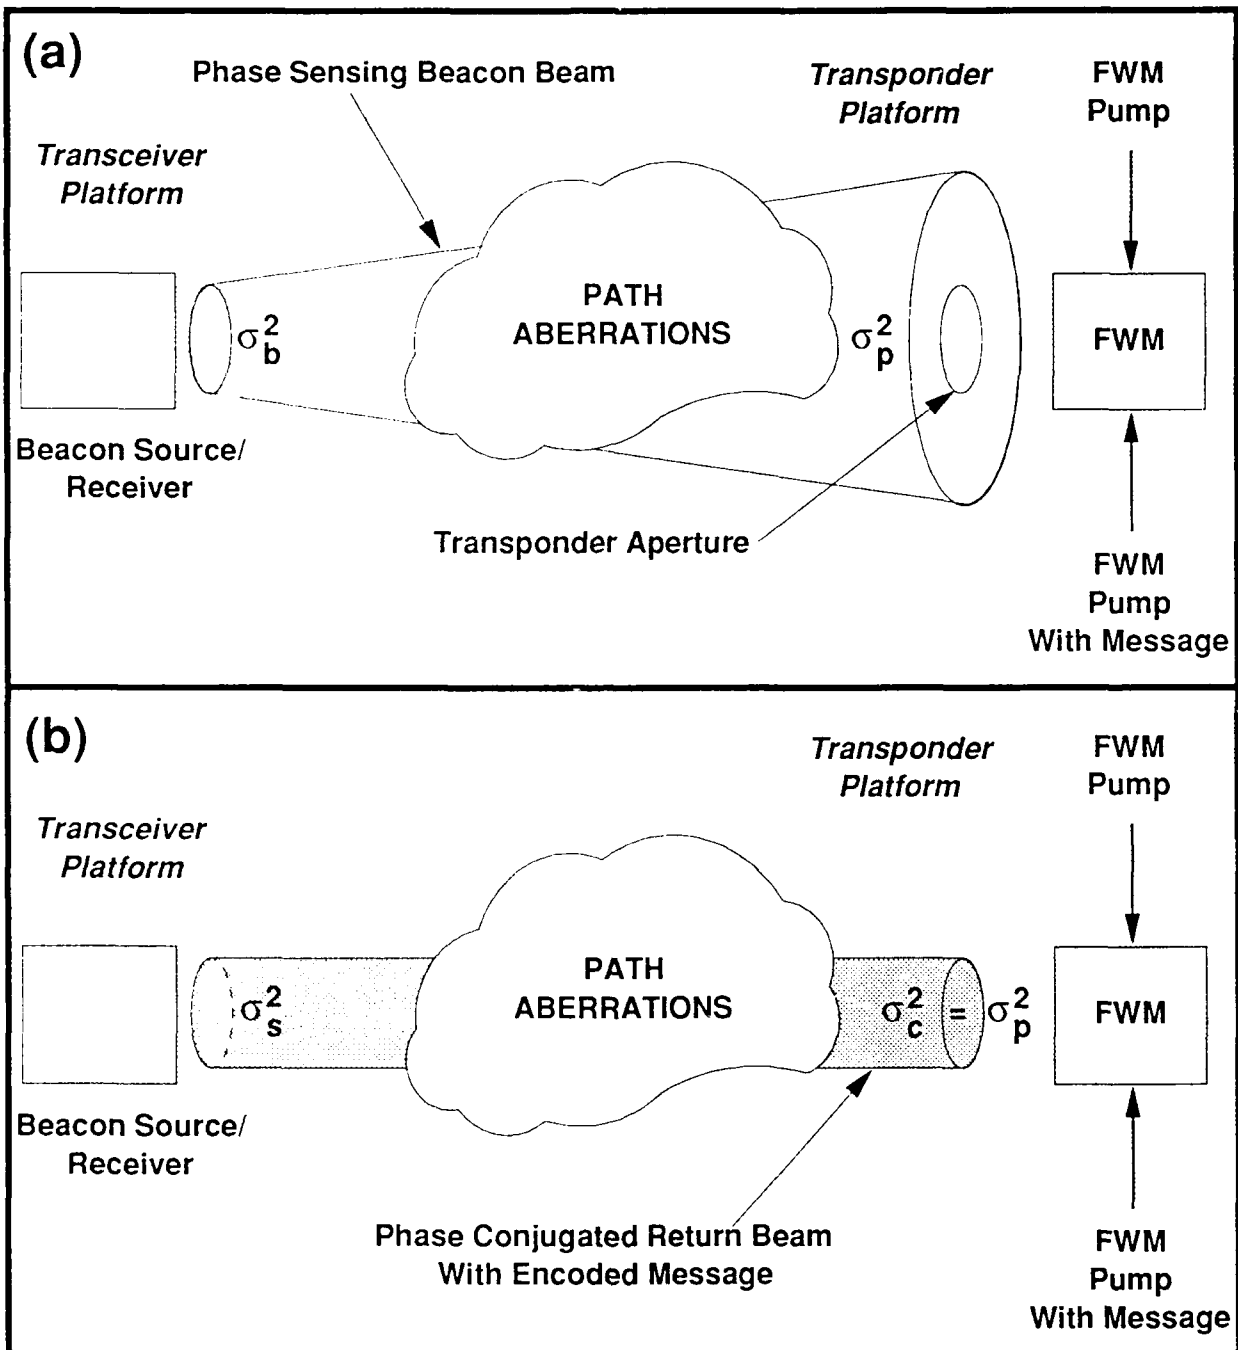 (a)
Phase Sensing Beacon Beam
Transponder
Platform
FWM
Pump
Transceiver
Platform
σ_b^2
PATH
ABERRATIONS
σ_p^2
FWM
Beacon Source/
Receiver
Transponder Aperture
FWM
Pump
With Message
(b)
Transponder
Platform
FWM
Pump
Transceiver
Platform
σ_s^2
PATH
ABERRATIONS
σ_c^2 = σ_p^2
FWM
Beacon Source/
Receiver
Phase Conjugated Return Beam
With Encoded Message
FWM
Pump
With Message